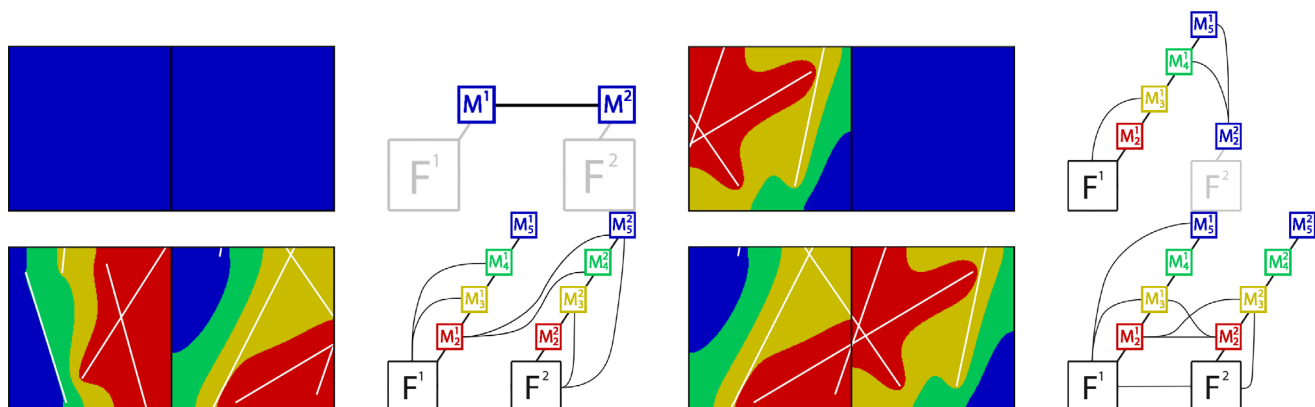 M¹ M²
F¹ F²
M¹₅
M¹₄
M¹₃
M¹₂ M²₂
F¹ F²
M¹₅ M²₅
M¹₄ M²₄
M¹₃ M²₃
M¹₂ M²₂
F¹ F²
M¹₅ M²₅
M¹₄ M²₄
M¹₃ M²₃
M¹₂ M²₂
F¹ F²